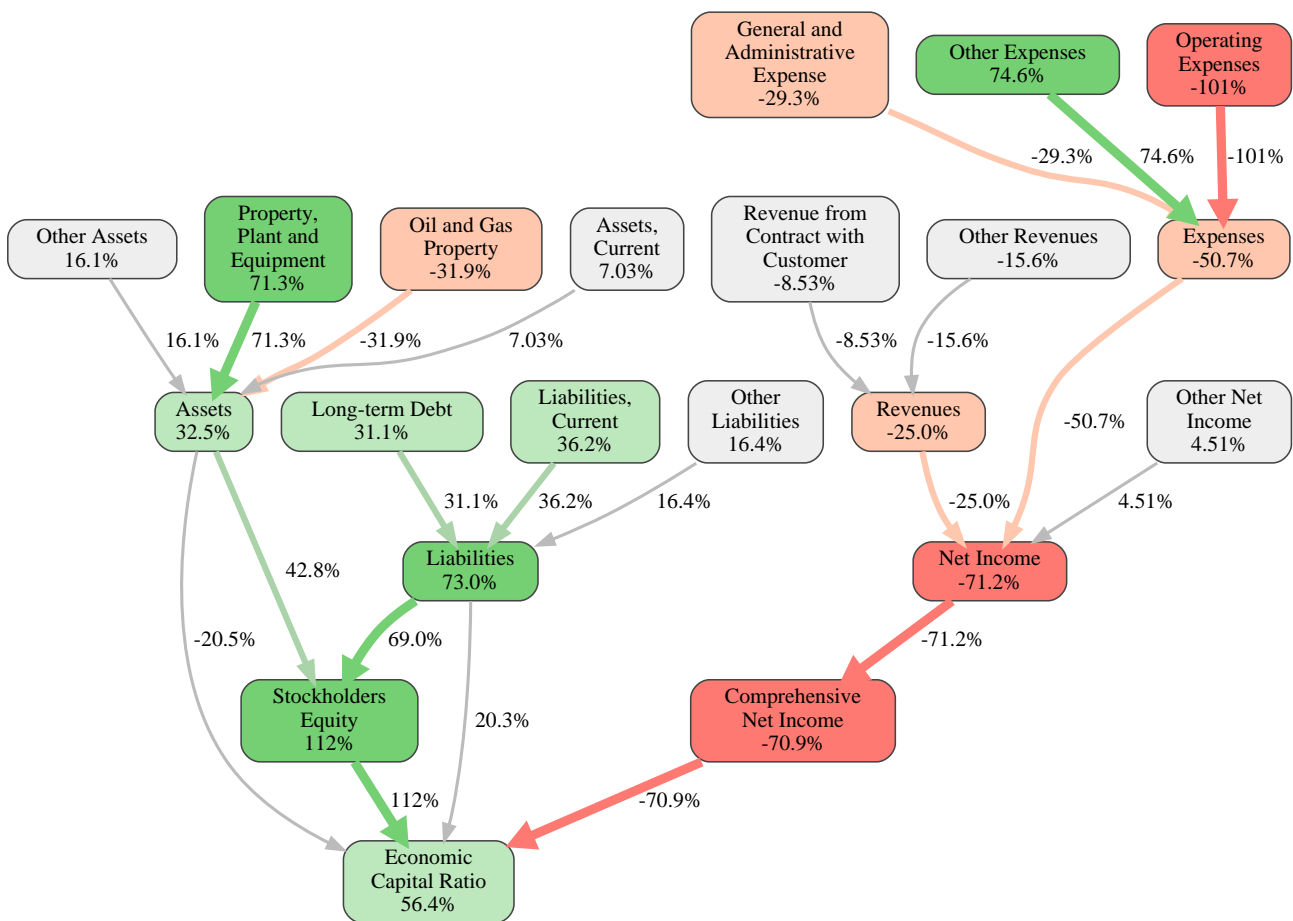 General and
Administrative
Expense
-29.3%
Other Expenses
74.6%
Operating
Expenses
-101%
-29.3%
74.6%
-101%
Other Assets
16.1%
Property,
Plant and
Equipment
71.3%
Oil and Gas
Property
-31.9%
Assets,
Current
7.03%
Revenue from
Contract with
Customer
-8.53%
Other Revenues
-15.6%
Expenses
-50.7%
16.1%
71.3%
-31.9%
7.03%
-8.53%
-15.6%
-50.7%
Assets
32.5%
Long-term Debt
31.1%
Liabilities,
Current
36.2%
Other
Liabilities
16.4%
Revenues
-25.0%
Other Net
Income
4.51%
31.1%
36.2%
16.4%
-25.0%
4.51%
42.8%
Liabilities
73.0%
Net Income
-71.2%
-20.5%
69.0%
-71.2%
Stockholders
Equity
112%
20.3%
Comprehensive
Net Income
-70.9%
112%
-70.9%
Economic
Capital Ratio
56.4%